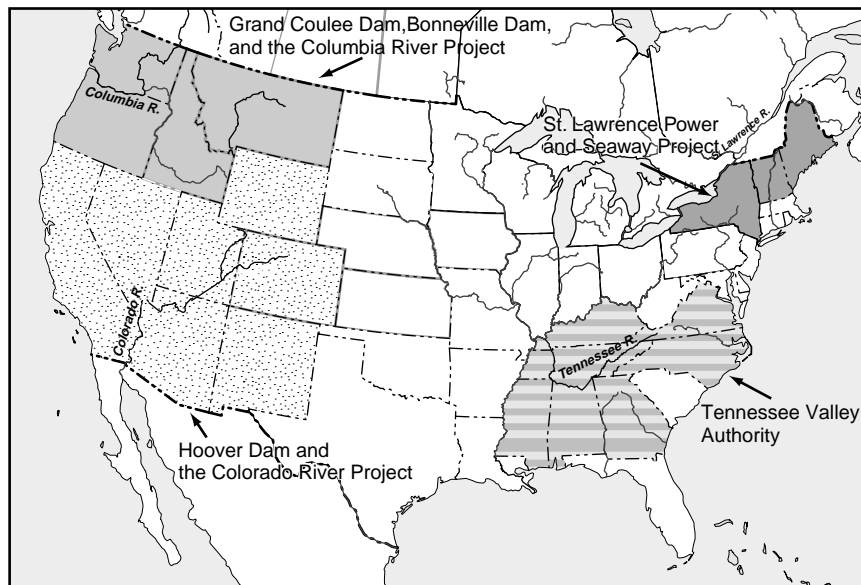 Grand Coulee Dam,Bonneville Dam,
and the Columbia River Project
Columbia R.
St. Lawrence R.
St. Lawrence Power
and Seaway Project
Colorado R.
Tennessee R.
Tennessee Valley
Authority
Hoover Dam and
the Colorado River Project